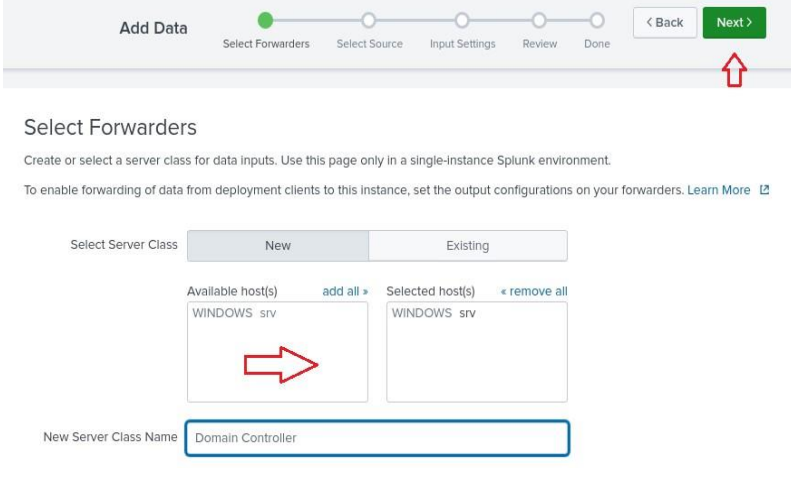 Add Data
Select Forwarders
Select Source
Input Settings
Review
Done
< Back
Next >
Select Forwarders
Create or select a server class for data inputs. Use this page only in a single-instance Splunk environment.
To enable forwarding of data from deployment clients to this instance, set the output configurations on your forwarders. Learn More
Select Server Class
New
Existing
Available host(s)
add all »
Selected host(s)
« remove all
WINDOWS srv
WINDOWS srv
New Server Class Name
Domain Controller